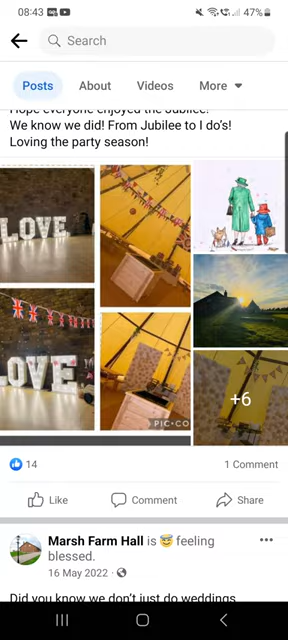 08:43
47%
Search
Posts
About
Videos
More
Hope everyone enjoyed the Jubilee!
We know we did! From Jubilee to I do's!
Loving the party season!
LOVE
LOVE
PIC•CO
+6
14
1 Comment
Like
Comment
Share
Marsh Farm Hall is feeling
blessed.
16 May 2022 ·
Did you know we don't just do weddings